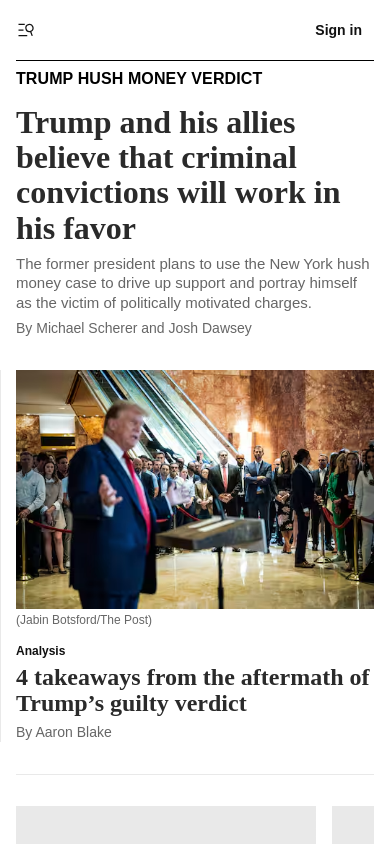 Sign in
TRUMP HUSH MONEY VERDICT
Trump and his allies
believe that criminal
convictions will work in
his favor
The former president plans to use the New York hush
money case to drive up support and portray himself
as the victim of politically motivated charges.
By Michael Scherer and Josh Dawsey
(Jabin Botsford/The Post)
Analysis
4 takeaways from the aftermath of
Trump’s guilty verdict
By Aaron Blake